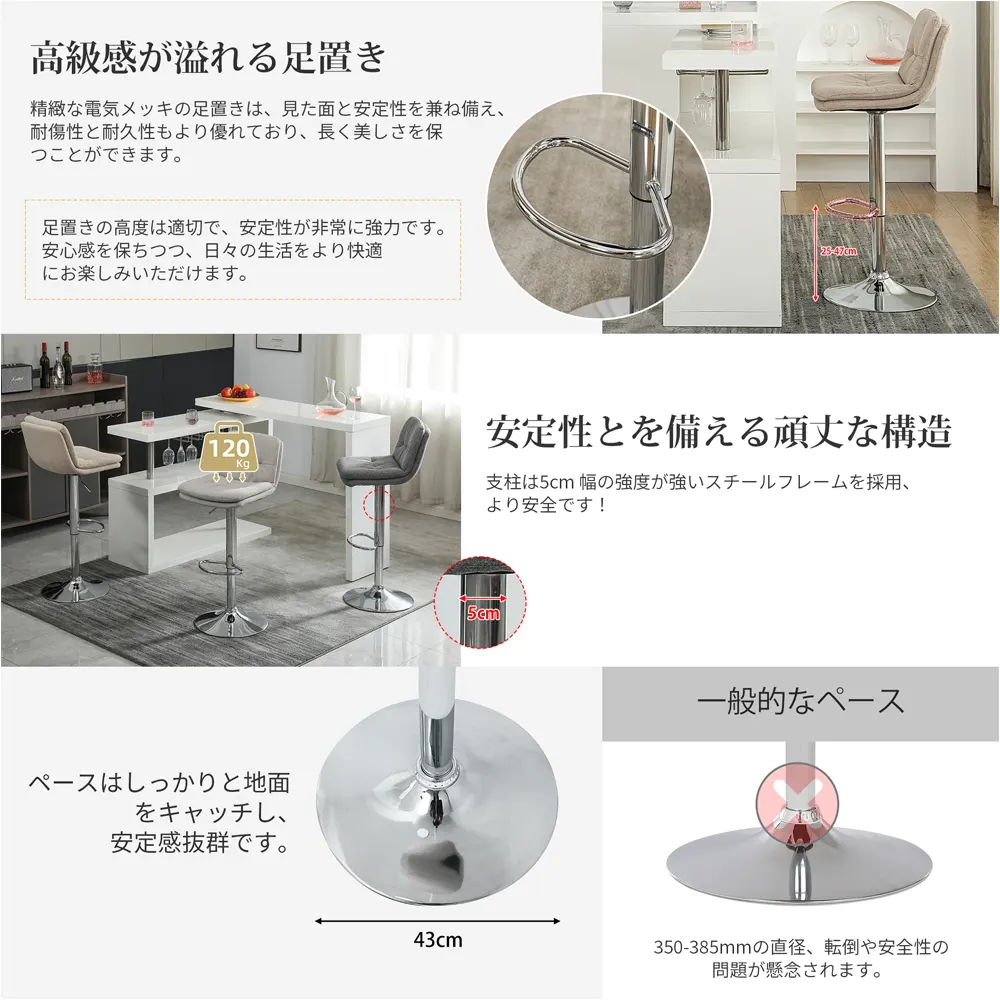 高級感が溢れる足置き
精緻な電気メッキの足置きは、見た面と安定性を兼ね備え、
耐傷性と耐久性もより優れており、長く美しさを保
つことができます。
足置きの高度は適切で、安定性が非常に強力です。
安心感を保ちつつ、日々の生活をより快適
にお楽しみいただけます。
25-47cm
120
Kg
5cm
安定性とを備える頑丈な構造
支柱は5cm 幅の強度が強いスチールフレームを採用、
より安全です！
ペースはしっかりと地面
をキャッチし、
安定感抜群です。
43cm
一般的なペース
350-385mmの直径、転倒や安全性の
問題が懸念されます。